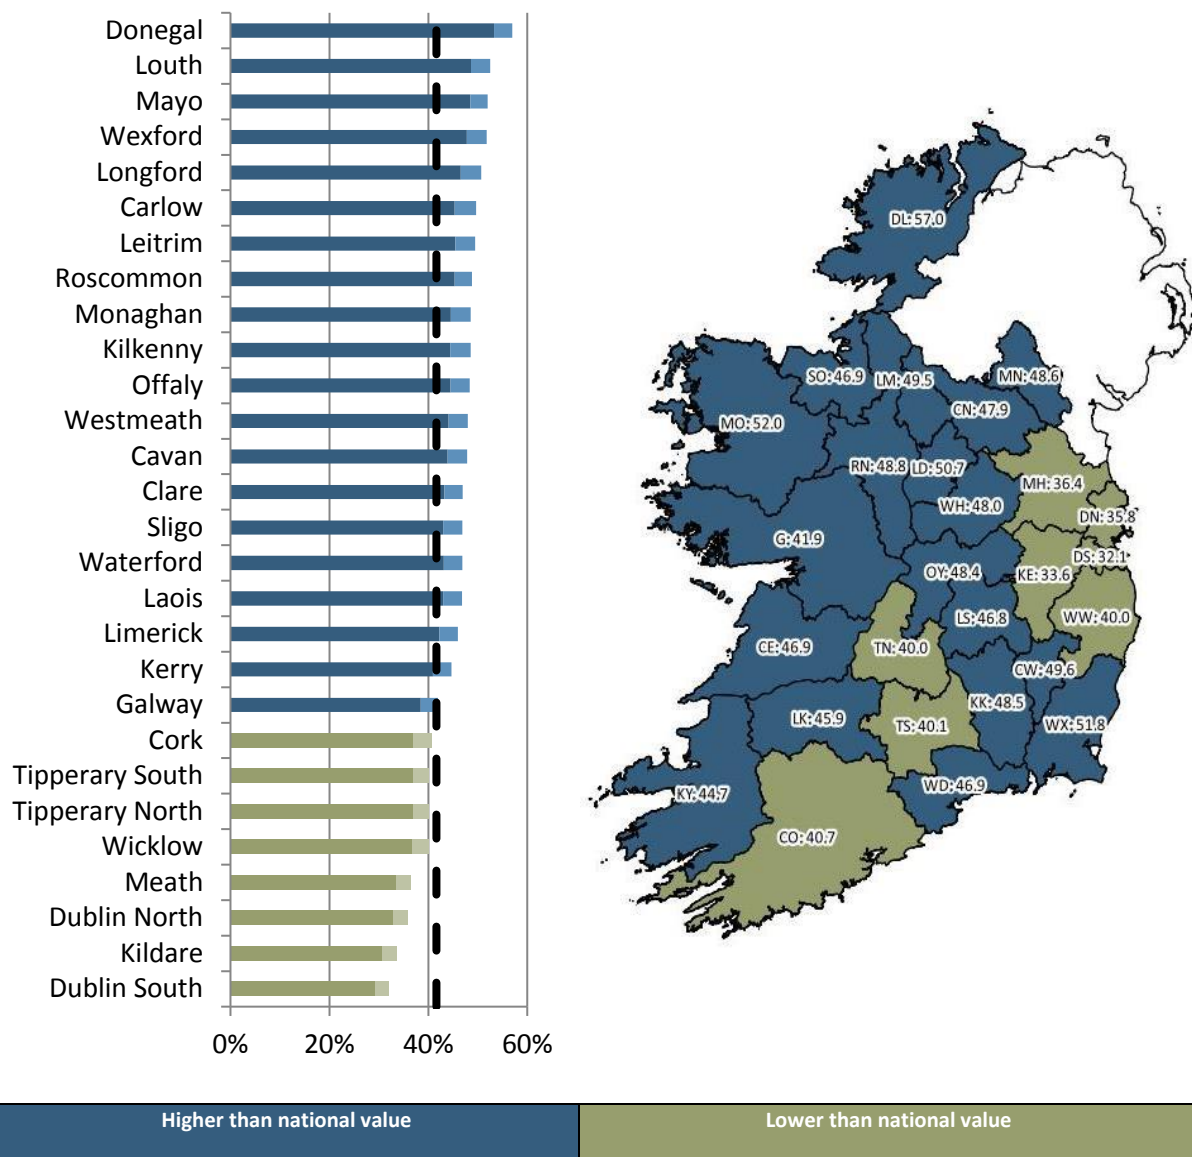 Donegal
Louth
Mayo
Wexford
Longford
Carlow
Leitrim
Roscommon
Monaghan
Kilkenny
Offaly
Westmeath
Cavan
Clare
Sligo
Waterford
Laois
Limerick
Kerry
Galway
Cork
Tipperary South
Tipperary North
Wicklow
Meath
Dublin North
Kildare
Dublin South
0% 20% 40% 60%
DL:57.0
SO:46.9
LM:49.5
MN:48.6
CN:47.9
MO:52.0
RN:48.8
LD:50.7
MH:36.4
WH:48.0
DN:35.8
G:41.9
DS:32.1
OY:48.4
KE:33.6
LS:46.8
WW:40.0
CE:46.9
TN:40.0
CW:49.6
KK:48.5
LK:45.9
TS:40.1
WX:51.8
WD:46.9
KY:44.7
CO:40.7
Higher than national value
Lower than national value